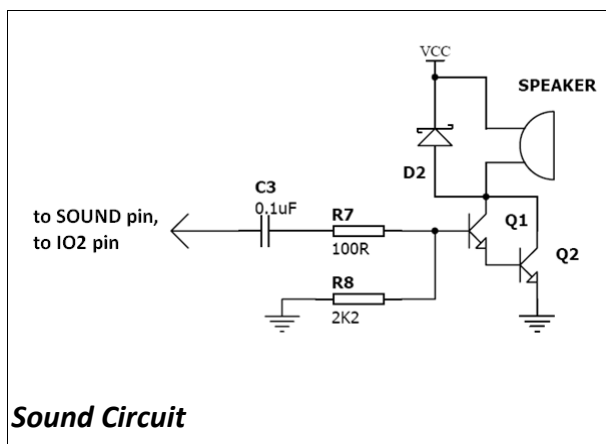 VCC
SPEAKER
D2
C3
0.1uF
R7
to SOUND pin,
to IO2 pin
100R
Q1
Q2
R8
2K2
Sound Circuit